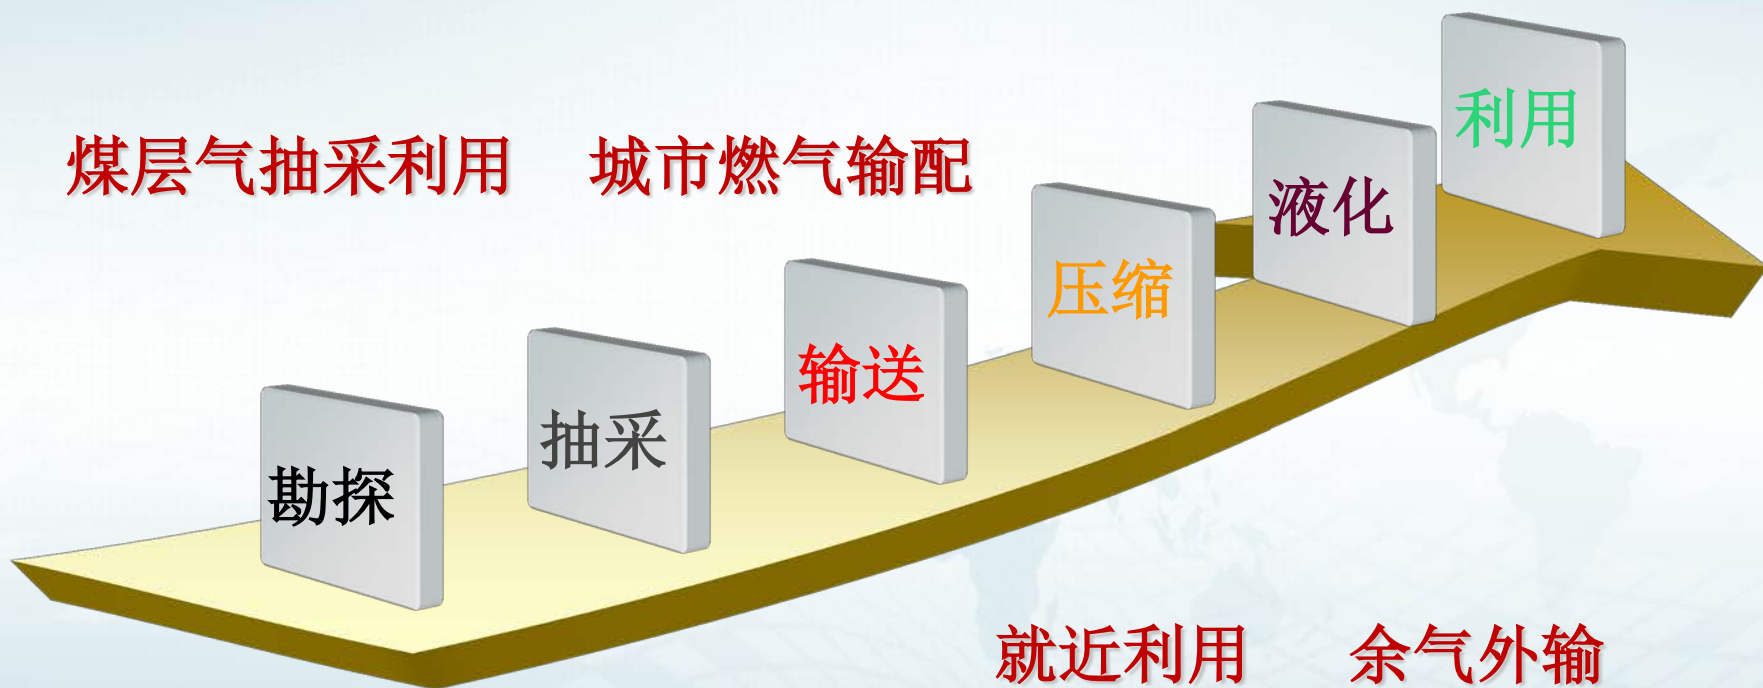 煤层气抽采利用 城市燃气输配
勘探
抽采
输送
压缩
液化
利用
就近利用 余气外输